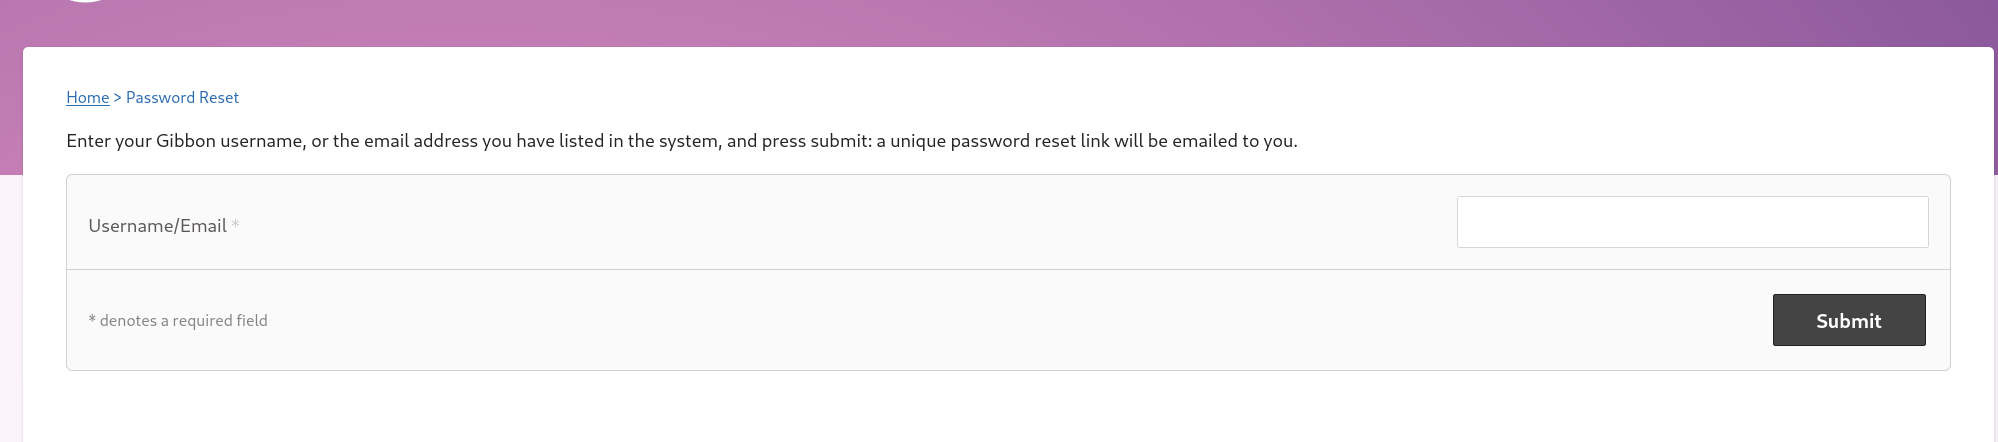 Home > Password Reset
Enter your Gibbon username, or the email address you have listed in the system, and press submit: a unique password reset link will be emailed to you.
Username/Email *
* denotes a required field
Submit